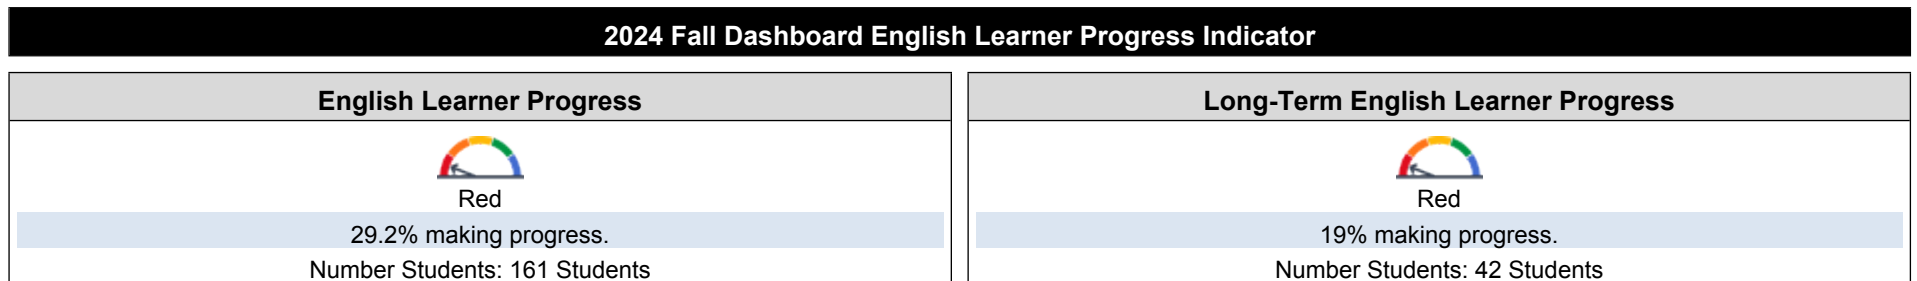 2024 Fall Dashboard English Learner Progress Indicator
English Learner Progress
Red
29.2% making progress.
Number Students: 161 Students
Long-Term English Learner Progress
Red
19% making progress.
Number Students: 42 Students